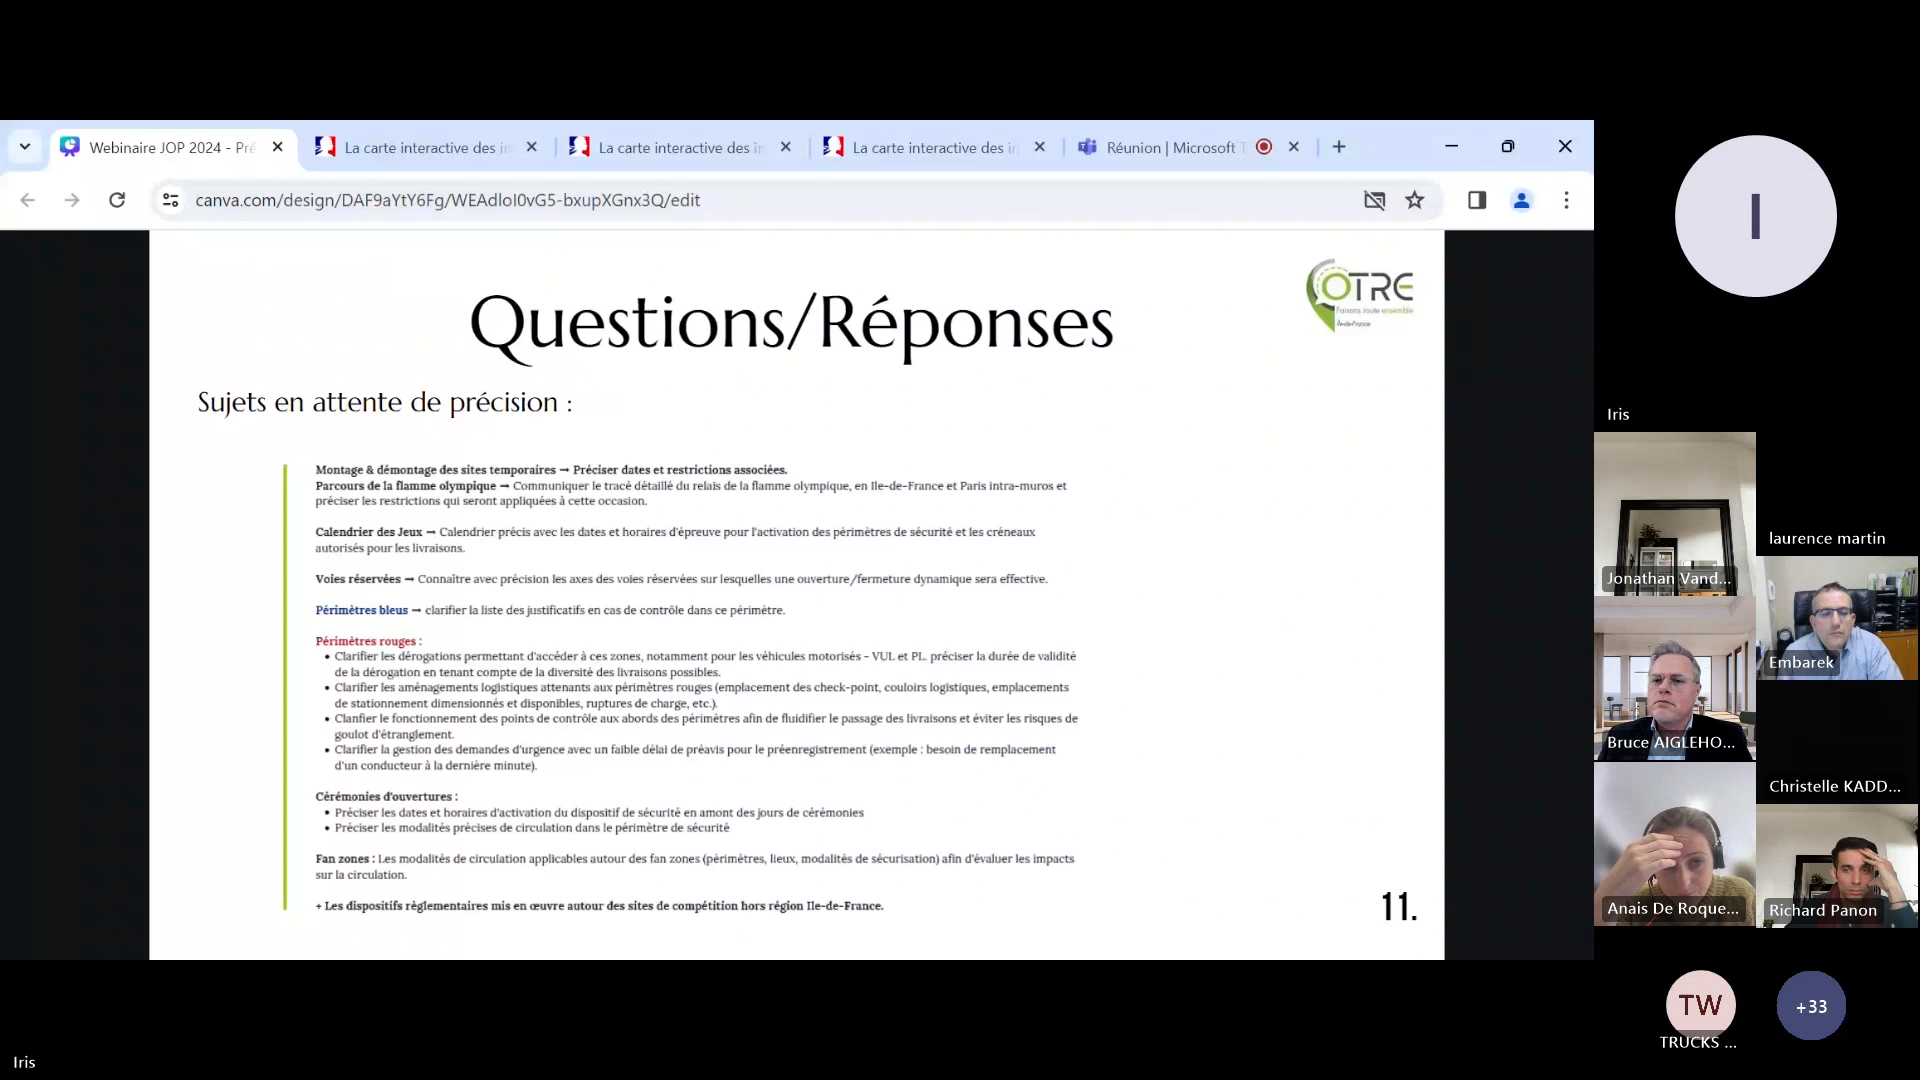 Webinaire JOP 2024 - Pré
La carte interactive des in
La carte interactive des in
La carte interactive des in
Réunion | Microsoft T
canva.com/design/DAF9aYtY6Fg/WEAdloI0vG5-bxupXGnx3Q/edit
OTRE
Faisons route ensemble
Île-de-France
Questions/Réponses
Sujets en attente de précision :
Montage & démontage des sites temporaires → Préciser dates et restrictions associées.
Parcours de la flamme olympique → Communiquer le tracé détaillé du relais de la flamme olympique, en Ile-de-France et Paris intra-muros et
préciser les restrictions qui seront appliquées à cette occasion.
Calendrier des Jeux → Calendrier précis avec les dates et horaires d'épreuve pour l'activation des périmètres de sécurité et les créneaux
autorisés pour les livraisons.
Voies réservées → Connaître avec précision les axes des voies réservées sur lesquelles une ouverture/fermeture dynamique sera effective.
Périmètres bleus → clarifier la liste des justificatifs en cas de contrôle dans ce périmètre.
Périmètres rouges :
• Clarifier les dérogations permettant d'accéder à ces zones, notamment pour les véhicules motorisés - VUL et PL. préciser la durée de validité
de la dérogation en tenant compte de la diversité des livraisons possibles.
• Clarifier les aménagements logistiques attenants aux périmètres rouges (emplacement des check-point, couloirs logistiques, emplacements
de stationnement dimensionnés et disponibles, ruptures de charge, etc.).
• Clarifier le fonctionnement des points de contrôle aux abords des périmètres afin de fluidifier le passage des livraisons et éviter les risques de
goulot d'étranglement.
• Clarifier la gestion des demandes d'urgence avec un faible délai de préavis pour le préenregistrement (exemple : besoin de remplacement
d'un conducteur à la dernière minute).
Cérémonies d'ouvertures :
• Préciser les dates et horaires d'activation du dispositif de sécurité en amont des jours de cérémonies
• Préciser les modalités précises de circulation dans le périmètre de sécurité
Fan zones : Les modalités de circulation applicables autour des fan zones (périmètres, lieux, modalités de sécurisation) afin d'évaluer les impacts
sur la circulation.
+ Les dispositifs règlementaires mis en œuvre autour des sites de compétition hors région Ile-de-France.
11.
I
Iris
Jonathan Vand...
laurence martin
Embarek
Bruce AIGLEHO...
Christelle KADD...
Anais De Roque...
Richard Panon
TW
TRUCKS ...
+33
Iris